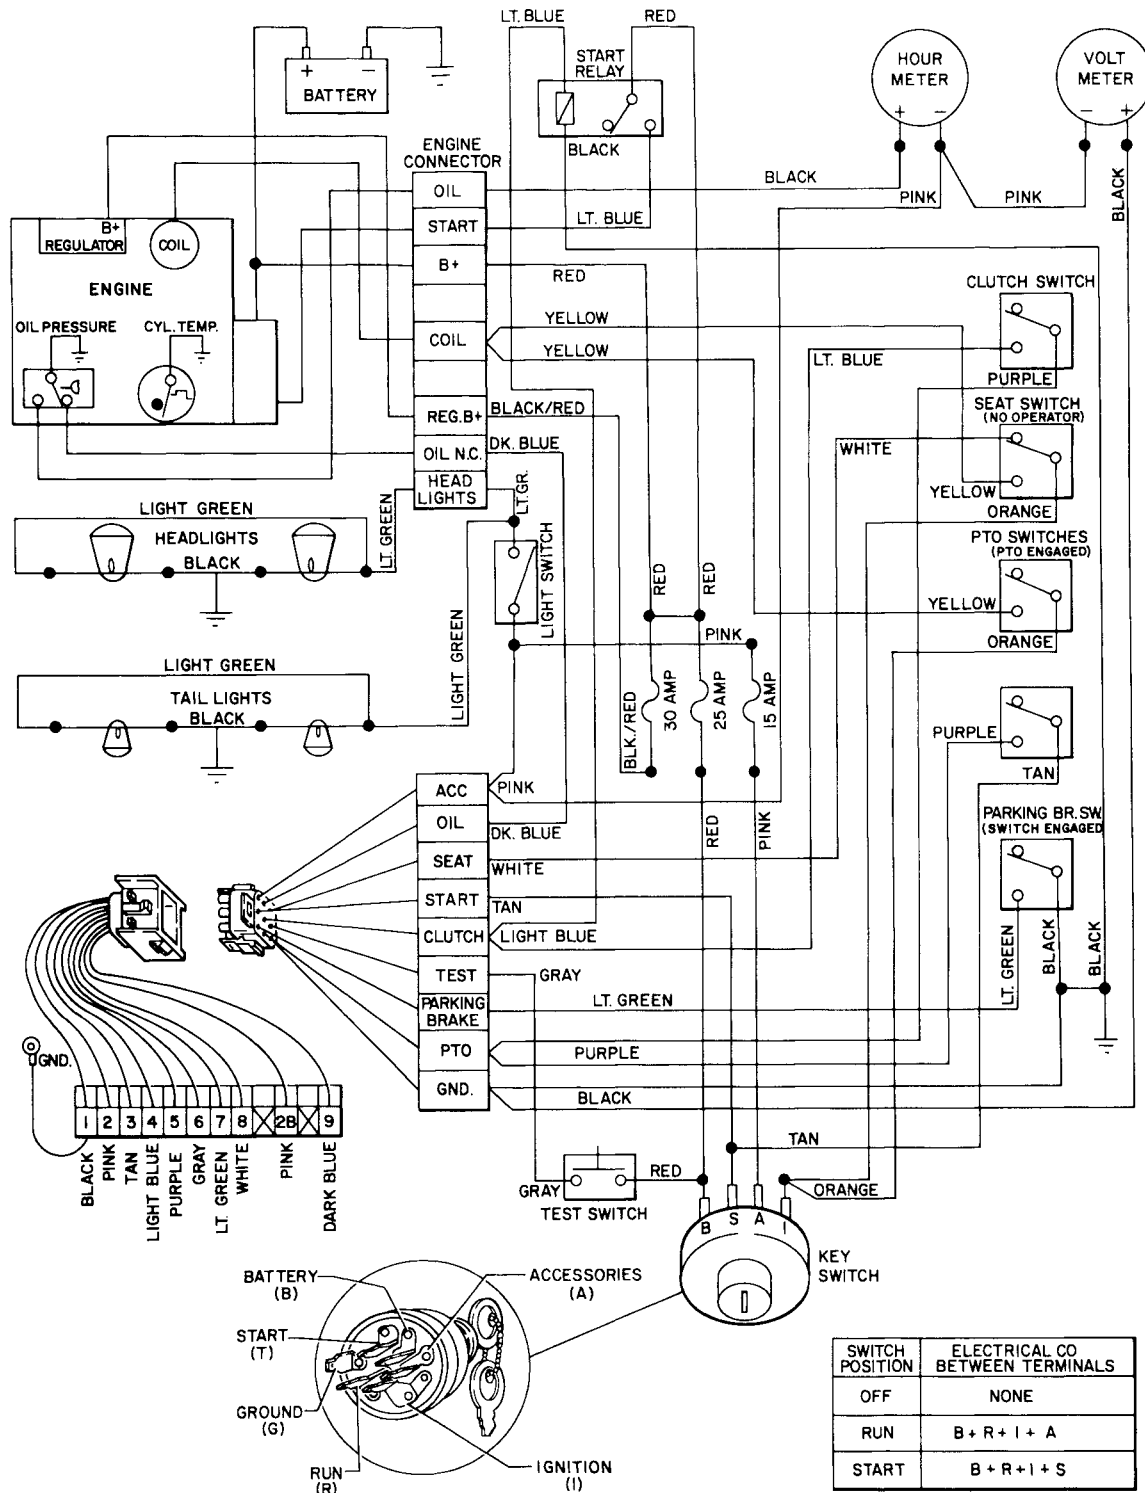 LT. BLUE
RED
START
RELAY
BLACK
LT. BLUE
+ −
BATTERY
HOUR
METER
+ −
VOLT
METER
− +
BLACK
PINK
PINK
BLACK
ENGINE
CONNECTOR
OIL
START
B+
COIL
REG.B+
OIL N.C.
HEAD
LIGHTS
B+
REGULATOR
COIL
ENGINE
OIL PRESSURE
CYL. TEMP.
RED
YELLOW
YELLOW
BLACK/RED
DK. BLUE
LT. GR.
LT. GREEN
LIGHT GREEN
HEADLIGHTS
BLACK
LIGHT SWITCH
LIGHT GREEN
LIGHT GREEN
TAIL LIGHTS
BLACK
CLUTCH SWITCH
LT. BLUE
PURPLE
SEAT SWITCH
(NO OPERATOR)
WHITE
YELLOW
ORANGE
PTO SWITCHES
(PTO ENGAGED)
YELLOW
ORANGE
PURPLE
TAN
PARKING BR. SW.
(SWITCH ENGAGED
LT. GREEN
BLACK
BLACK
RED
RED
PINK
BLK./RED
30 AMP
25 AMP
15 AMP
RED
PINK
ACC
OIL
SEAT
START
CLUTCH
TEST
PARKING
BRAKE
PTO
GND.
PINK
DK. BLUE
WHITE
TAN
LIGHT BLUE
GRAY
LT. GREEN
PURPLE
BLACK
TAN
GND.
1 2 3 4 5 6 7 8 2B 9
BLACK
PINK
TAN
LIGHT BLUE
PURPLE
GRAY
LT. GREEN
WHITE
PINK
DARK BLUE
GRAY
RED
TEST SWITCH
ORANGE
B S A I
KEY
SWITCH
BATTERY
(B)
ACCESSORIES
(A)
START
(T)
GROUND
(G)
RUN
(R)
IGNITION
(I)
SWITCH POSITION ELECTRICAL CO BETWEEN TERMINALS
OFF NONE
RUN B + R + I + A
START B + R + I + S